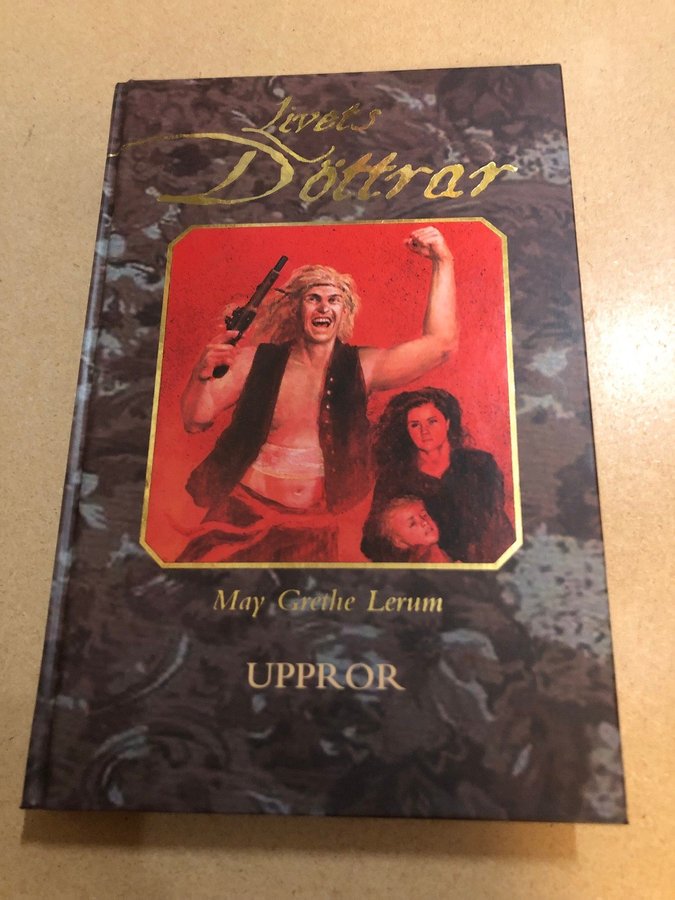 Livets
Döttrar
May Grethe Lerum
UPPROR